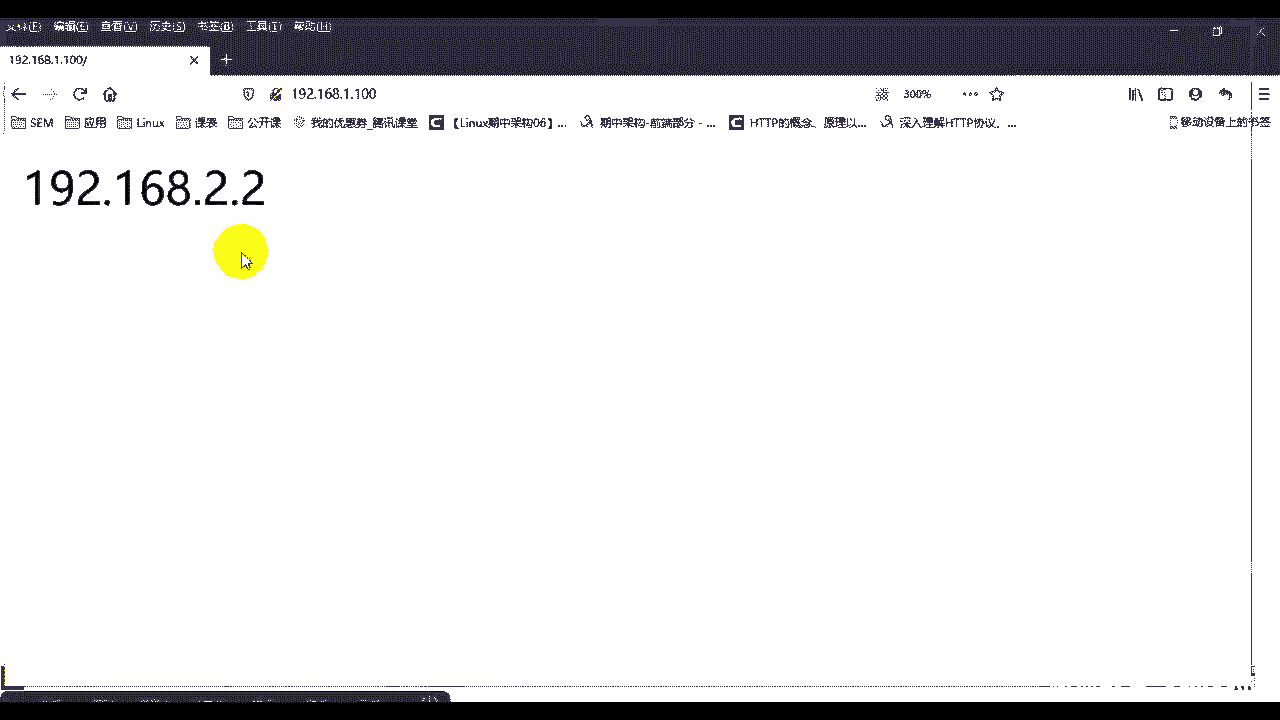 文件(F) 编辑(E) 查看(V) 历史(S) 书签(B) 工具(T) 帮助(H)
192.168.1.100/
192.168.1.100 300%
SEM 应用 Linux 课表 公开课 我的优惠券_腾讯课堂 【Linux期中架构06】... 期中架构-前端部分 - ... HTTP的概念、原理以... 深入理解HTTP协议、... 移动设备上的书签
192.168.2.2